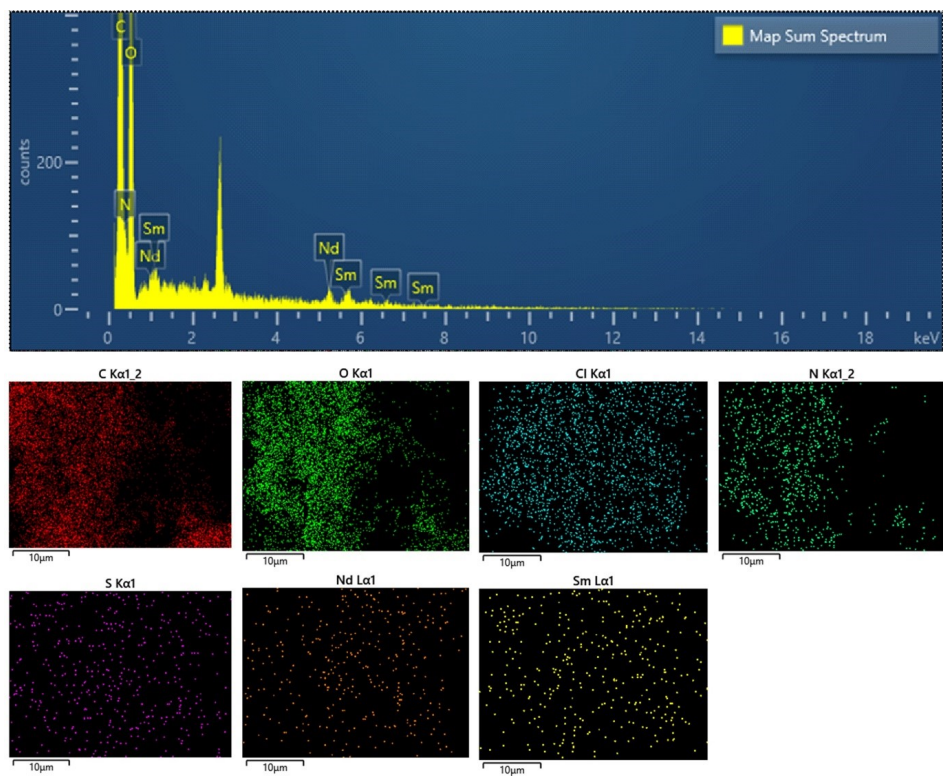 Map Sum Spectrum
C
O
N
Sm
Nd
Nd
Sm
Sm
Sm
counts
200
0
0 2 4 6 8 10 12 14 16 18 keV
C Kα1_2 O Kα1 Cl Kα1 N Kα1_2
10μm 10μm 10μm 10μm
S Kα1 Nd Lα1 Sm Lα1
10μm 10μm 10μm